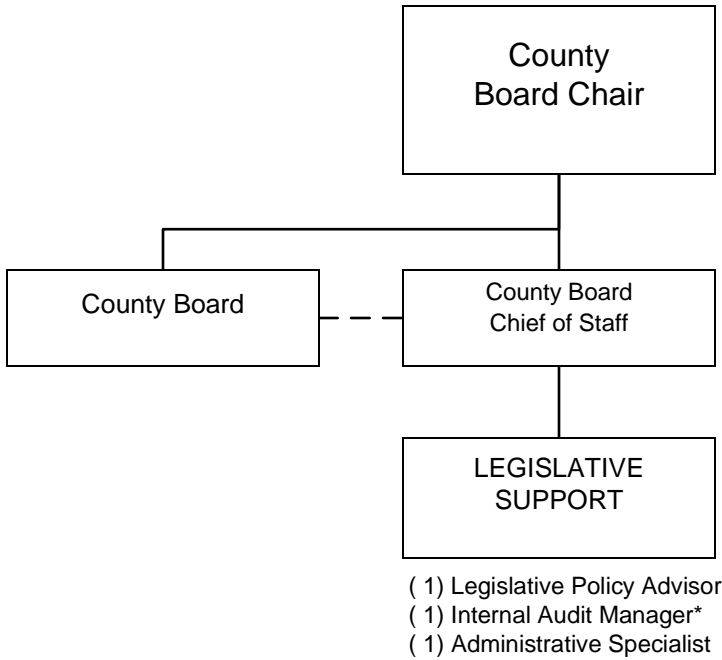 County
Board Chair
County Board
County Board
Chief of Staff
LEGISLATIVE
SUPPORT
( 1) Legislative Policy Advisor
( 1) Internal Audit Manager*
( 1) Administrative Specialist